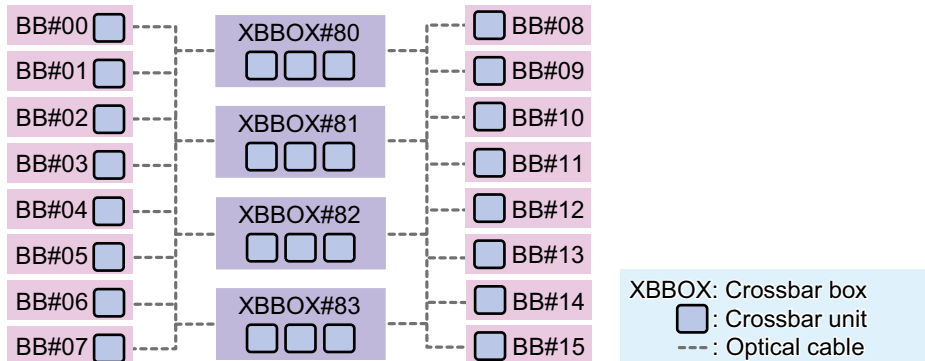 BB#00
BB#01
BB#02
BB#03
BB#04
BB#05
BB#06
BB#07
XBBOX#80
XBBOX#81
XBBOX#82
XBBOX#83
BB#08
BB#09
BB#10
BB#11
BB#12
BB#13
BB#14
BB#15
XBBOX: Crossbar box
: Crossbar unit
: Optical cable